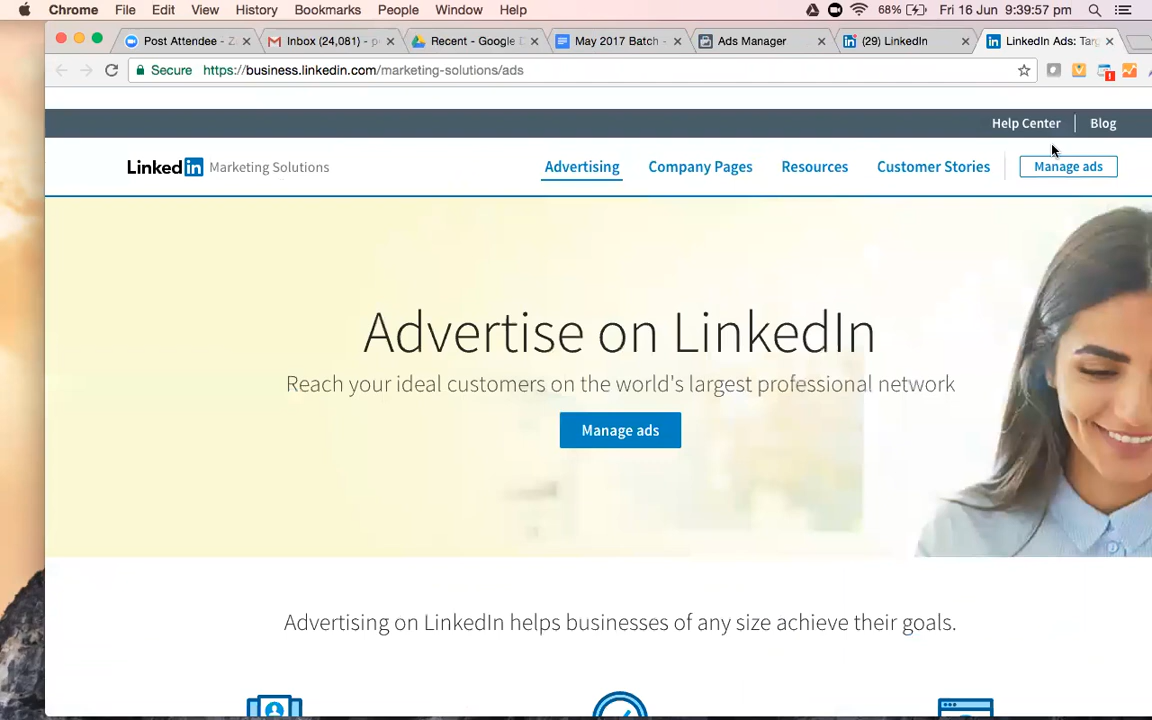 Chrome File Edit View History Bookmarks People Window Help 68% Fri 16 Jun 9:39:57 pm
Post Attendee - Z Inbox (24,081) - p Recent - Google D May 2017 Batch - Ads Manager (29) LinkedIn LinkedIn Ads: Targ
Secure https://business.linkedin.com/marketing-solutions/ads
Help Center Blog
Linkedin Marketing Solutions Advertising Company Pages Resources Customer Stories Manage ads
Advertise on LinkedIn
Reach your ideal customers on the world's largest professional network
Manage ads
Advertising on LinkedIn helps businesses of any size achieve their goals.